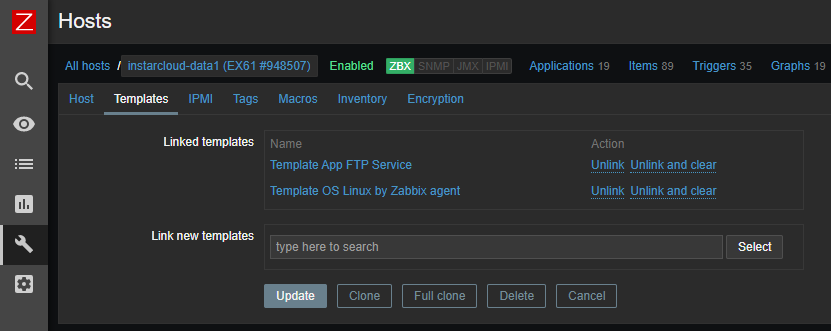 Z
Hosts
All hosts / instarcloud-data1 (EX61 #948507) Enabled ZBX SNMP JMX IPMI Applications 19 Items 89 Triggers 35 Graphs 19
Host Templates IPMI Tags Macros Inventory Encryption
Linked templates Name Action
Template App FTP Service Unlink Unlink and clear
Template OS Linux by Zabbix agent Unlink Unlink and clear
Link new templates type here to search Select
Update Clone Full clone Delete Cancel